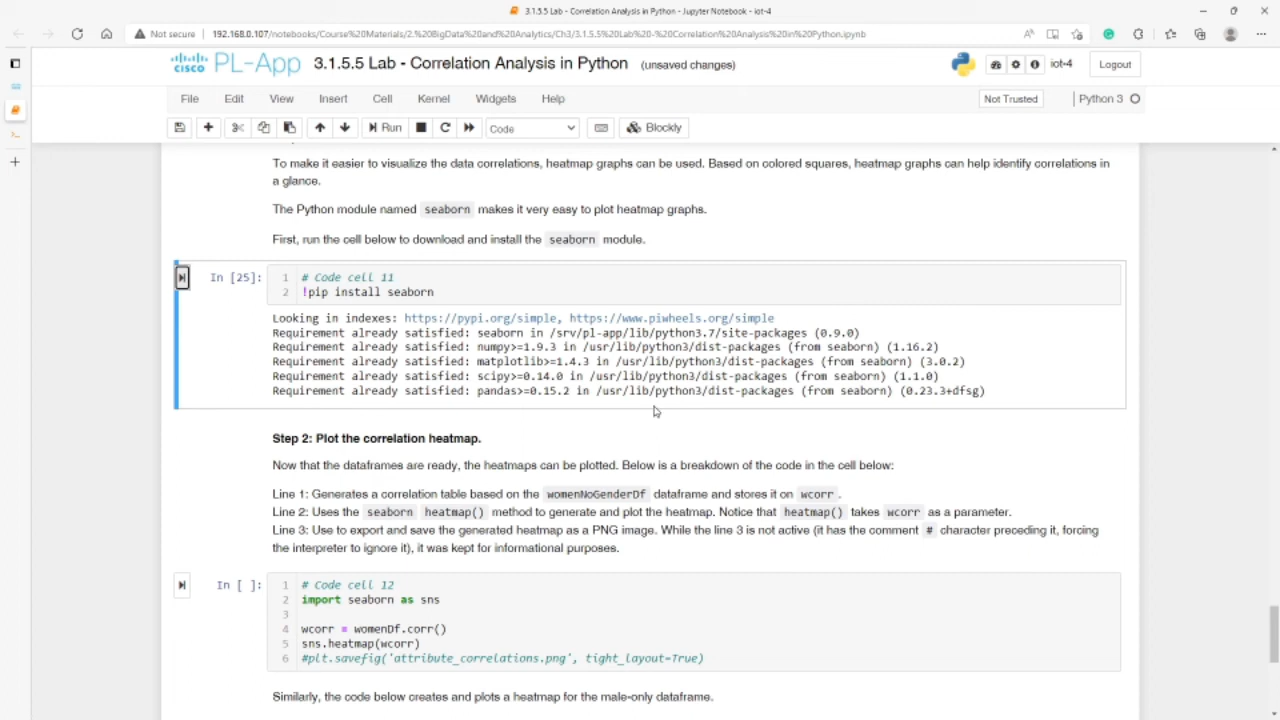 3.1.5.5 Lab - Correlation Analysis in Python - Jupyter Notebook - iot-4
Not secure 192.168.0.107/notebooks/Course%20Materials/2.%20BigData%20and%20Analytics/Ch3/3.1.5.5%20Lab%20-%20Correlation%20Analysis%20in%20Python.ipynb
CISCO PL-App 3.1.5.5 Lab - Correlation Analysis in Python (unsaved changes) iot-4 Logout
File Edit View Insert Cell Kernel Widgets Help Not Trusted Python 3
Run Code Blockly
To make it easier to visualize the data correlations, heatmap graphs can be used. Based on colored squares, heatmap graphs can help identify correlations in
a glance.
The Python module named seaborn makes it very easy to plot heatmap graphs.
First, run the cell below to download and install the seaborn module.
In [25]: 1 # Code cell 11
2 !pip install seaborn
Looking in indexes: https://pypi.org/simple, https://www.piwheels.org/simple
Requirement already satisfied: seaborn in /srv/pl-app/lib/python3.7/site-packages (0.9.0)
Requirement already satisfied: numpy>=1.9.3 in /usr/lib/python3/dist-packages (from seaborn) (1.16.2)
Requirement already satisfied: matplotlib>=1.4.3 in /usr/lib/python3/dist-packages (from seaborn) (3.0.2)
Requirement already satisfied: scipy>=0.14.0 in /usr/lib/python3/dist-packages (from seaborn) (1.1.0)
Requirement already satisfied: pandas>=0.15.2 in /usr/lib/python3/dist-packages (from seaborn) (0.23.3+dfsg)
Step 2: Plot the correlation heatmap.
Now that the dataframes are ready, the heatmaps can be plotted. Below is a breakdown of the code in the cell below:
Line 1: Generates a correlation table based on the womenNoGenderDf dataframe and stores it on wcorr .
Line 2: Uses the seaborn heatmap() method to generate and plot the heatmap. Notice that heatmap() takes wcorr as a parameter.
Line 3: Use to export and save the generated heatmap as a PNG image. While the line 3 is not active (it has the comment # character preceding it, forcing
the interpreter to ignore it), it was kept for informational purposes.
In [ ]: 1 # Code cell 12
2 import seaborn as sns
3
4 wcorr = womenDf.corr()
5 sns.heatmap(wcorr)
6 #plt.savefig('attribute_correlations.png', tight_layout=True)
Similarly, the code below creates and plots a heatmap for the male-only dataframe.